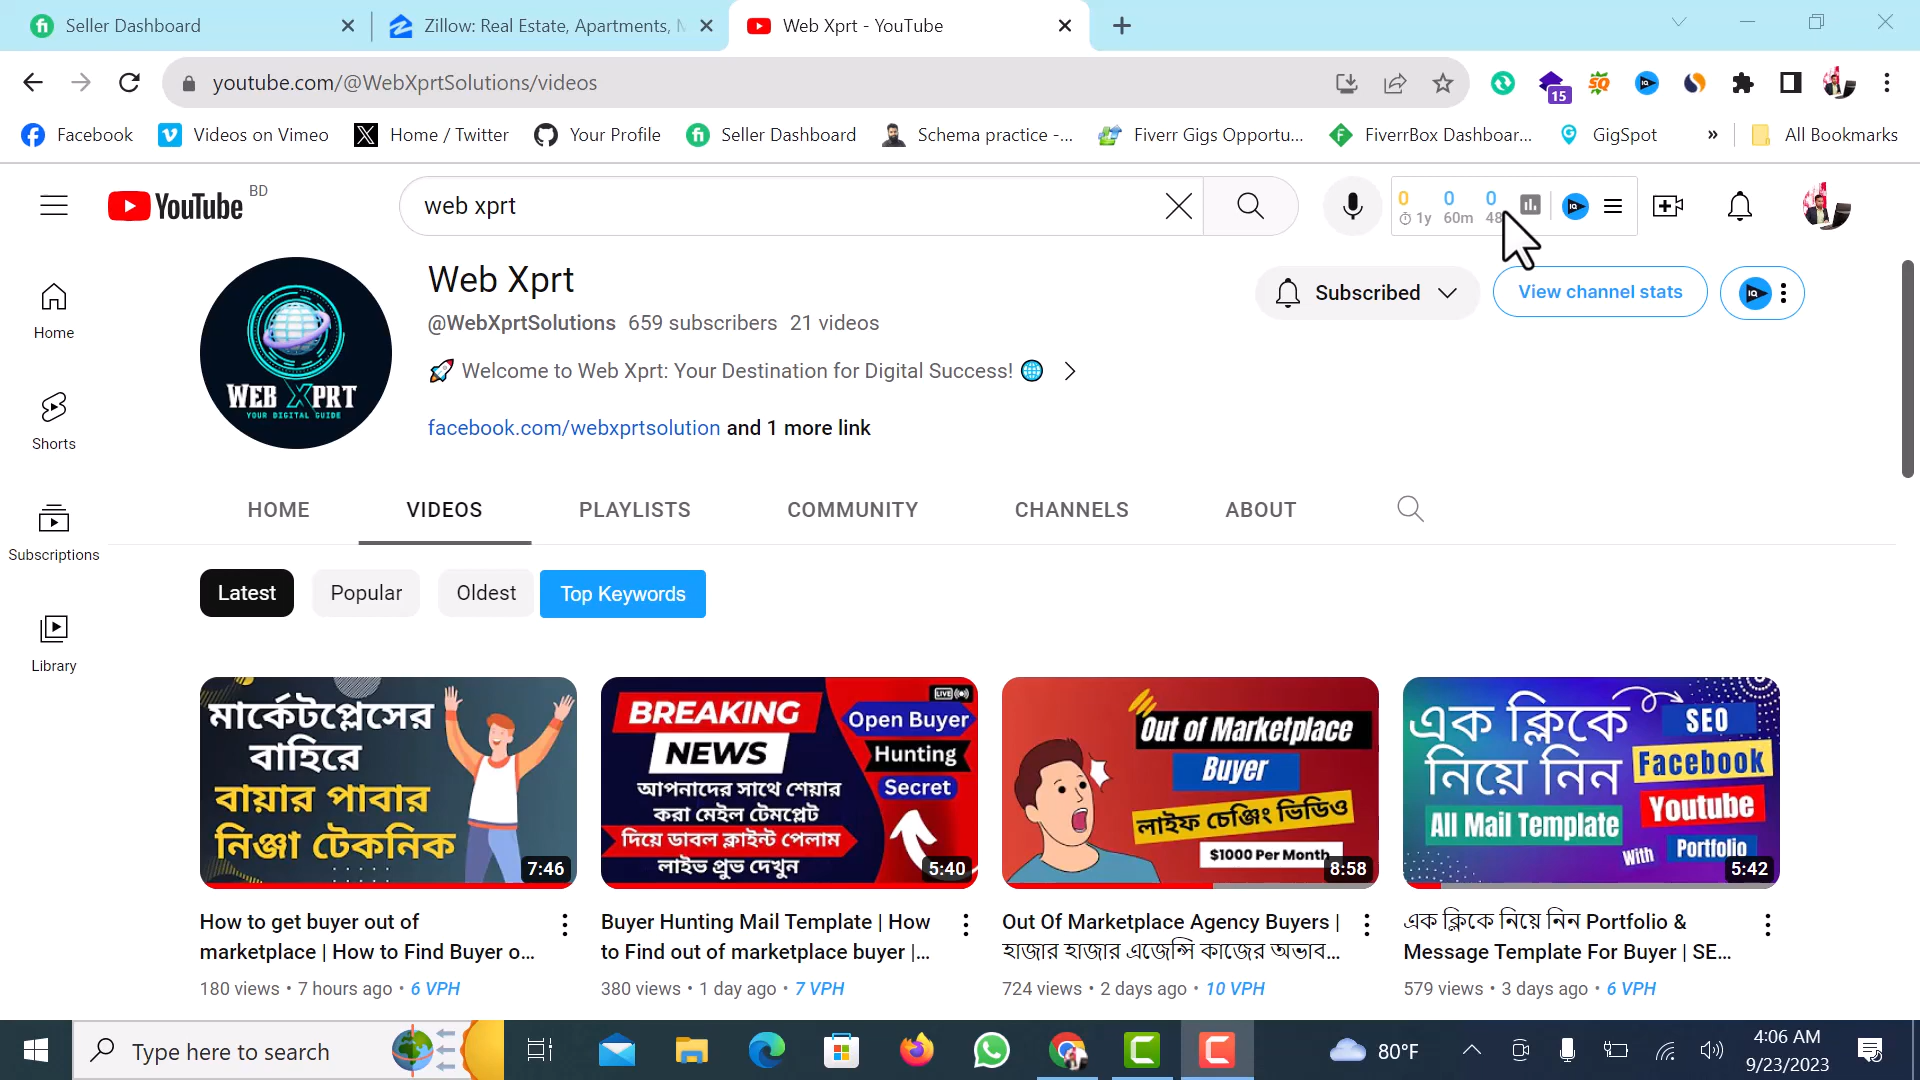 Seller Dashboard
Zillow: Real Estate, Apartments, M
Web Xprt - YouTube
youtube.com/@WebXprtSolutions/videos
15
Facebook
Videos on Vimeo
Home / Twitter
Your Profile
Seller Dashboard
Schema practice -...
Fiverr Gigs Opportu...
FiverrBox Dashboar...
GigSpot
»
All Bookmarks
YouTube BD
web xprt
0 0 0
1y 60m 48
Web Xprt
@WebXprtSolutions 659 subscribers 21 videos
Subscribed
View channel stats
🚀 Welcome to Web Xprt: Your Destination for Digital Success! 🌐
facebook.com/webxprtsolution and 1 more link
WEB XPRT
YOUR DIGITAL GUIDE
Home
Shorts
Subscriptions
Library
HOME
VIDEOS
PLAYLISTS
COMMUNITY
CHANNELS
ABOUT
Latest
Popular
Oldest
Top Keywords
মার্কেটপ্লেসের
বাহিরে
বায়ার পাবার
নিঞ্জা টেকনিক
7:46
BREAKING
NEWS
LIVE
Open Buyer
Hunting
Secret
আপনাদের সাথে শেয়ার
করা মেইল টেমপ্লেট
দিয়ে ডাবল ক্লাইন্ট পেলাম
লাইভ প্রুভ দেখুন
5:40
Out of Marketplace
Buyer
লাইফ চেঞ্জিং ভিডিও
$1000 Per Month
8:58
এক ক্লিকে
নিয়ে নিন
SEO
Facebook
Youtube
All Mail Template
With Portfolio
5:42
How to get buyer out of
marketplace | How to Find Buyer o...
180 views • 7 hours ago • 6 VPH
Buyer Hunting Mail Template | How
to Find out of marketplace buyer |...
380 views • 1 day ago • 7 VPH
Out Of Marketplace Agency Buyers |
হাজার হাজার এজেন্সি কাজের অভাব...
724 views • 2 days ago • 10 VPH
এক ক্লিকে নিয়ে নিন Portfolio &
Message Template For Buyer | SE...
579 views • 3 days ago • 6 VPH
Type here to search
80°F
4:06 AM
9/23/2023